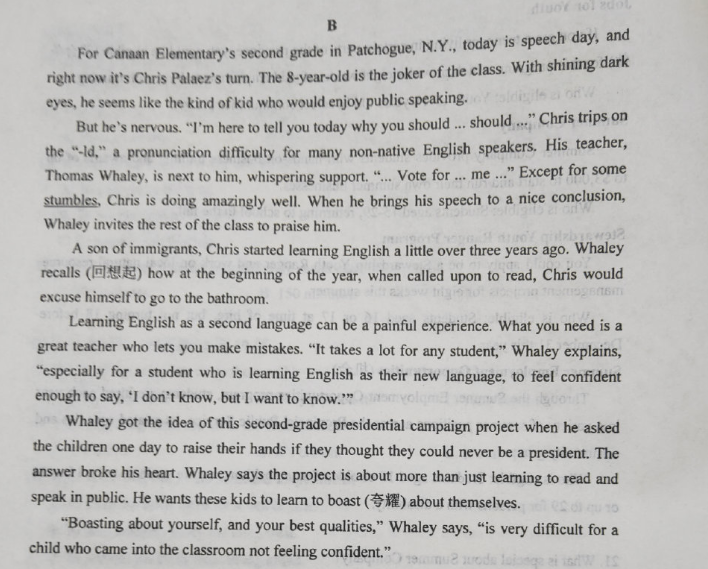 B
For Canaan Elementary's second grade in Patchogue, N.Y., today is speech day, and
right now it's Chris Palaez's turn. The 8-year-old is the joker of the class. With shining dark
eyes, he seems like the kind of kid who would enjoy public speaking.
But he's nervous. "I'm here to tell you today why you should ... should ..." Chris trips on
the "-ld," a pronunciation difficulty for many non-native English speakers. His teacher,
Thomas Whaley, is next to him, whispering support. "... Vote for ... me ..." Except for some
stumbles, Chris is doing amazingly well. When he brings his speech to a nice conclusion,
Whaley invites the rest of the class to praise him.
A son of immigrants, Chris started learning English a little over three years ago. Whaley
recalls (回想起) how at the beginning of the year, when called upon to read, Chris would
excuse himself to go to the bathroom.
Learning English as a second language can be a painful experience. What you need is a
great teacher who lets you make mistakes. "It takes a lot for any student," Whaley explains,
"especially for a student who is learning English as their new language, to feel confident
enough to say, 'I don't know, but I want to know.'"
Whaley got the idea of this second-grade presidential campaign project when he asked
the children one day to raise their hands if they thought they could never be a president. The
answer broke his heart. Whaley says the project is about more than just learning to read and
speak in public. He wants these kids to learn to boast (夸耀) about themselves.
"Boasting about yourself, and your best qualities," Whaley says, "is very difficult for a
child who came into the classroom not feeling confident."